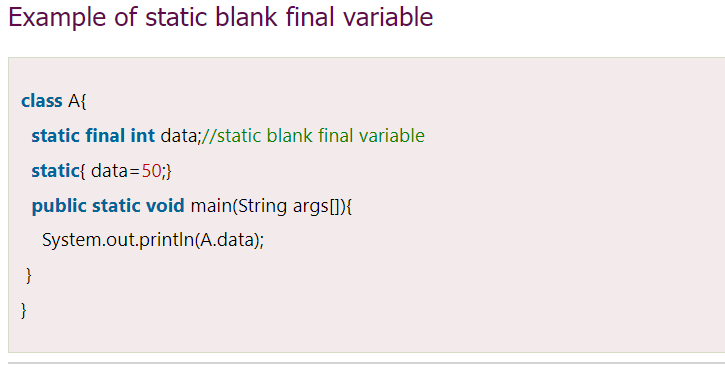 Example of static blank final variable
class A{
static final int data;//static blank final variable
static{ data=50;}
public static void main(String args[]){
System.out.println(A.data);
}
}